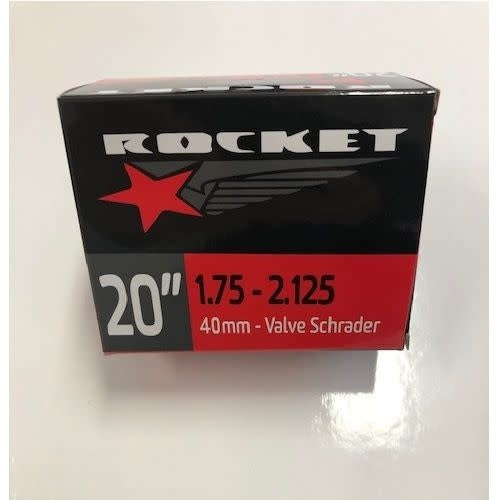 ROCKET
20" 1.75 - 2.125
40mm - Valve Schrader